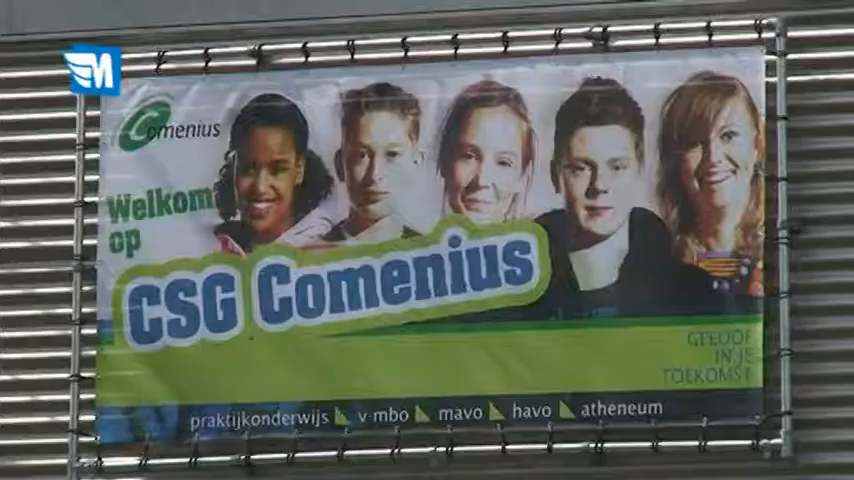 M
Comenius
Welkom
op
CSG Comenius
GELOOF
IN JE
TOEKOMST
praktijkonderwijs v-mbo mavo havo atheneum